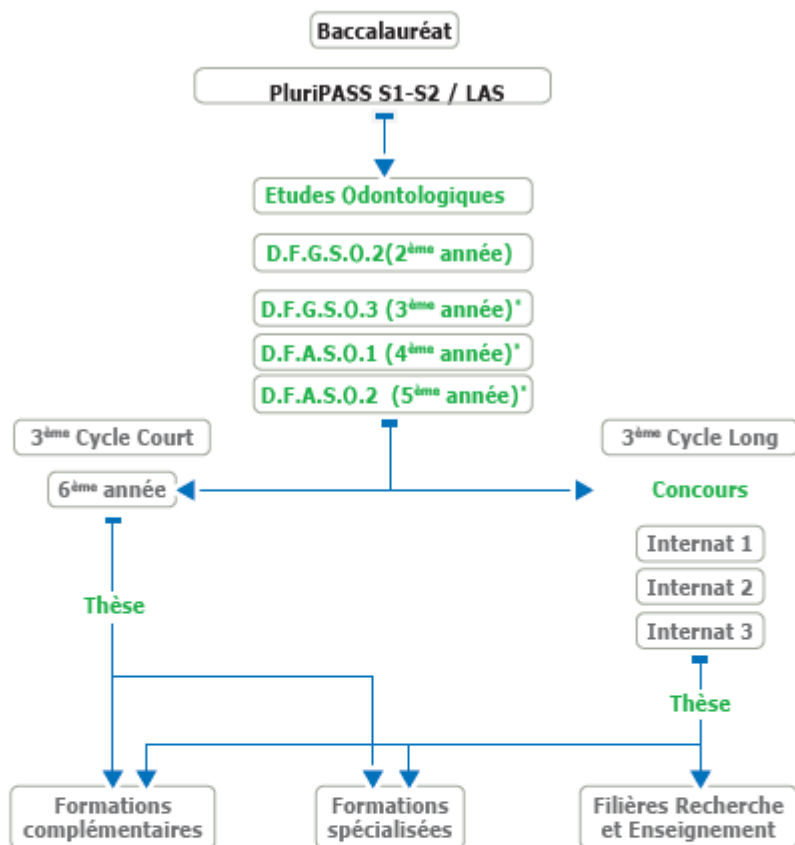 Baccalauréat
PluriPASS S1-S2 / LAS
Etudes Odontologiques
D.F.G.S.O.2(2ème année)
D.F.G.S.O.3 (3ème année)*
D.F.A.S.O.1 (4ème année)*
D.F.A.S.O.2 (5ème année)*
3ème Cycle Court
3ème Cycle Long
6ème année
Concours
Internat 1
Internat 2
Internat 3
Thèse
Thèse
Formations
complémentaires
Formations
spécialisées
Filières Recherche
et Enseignement